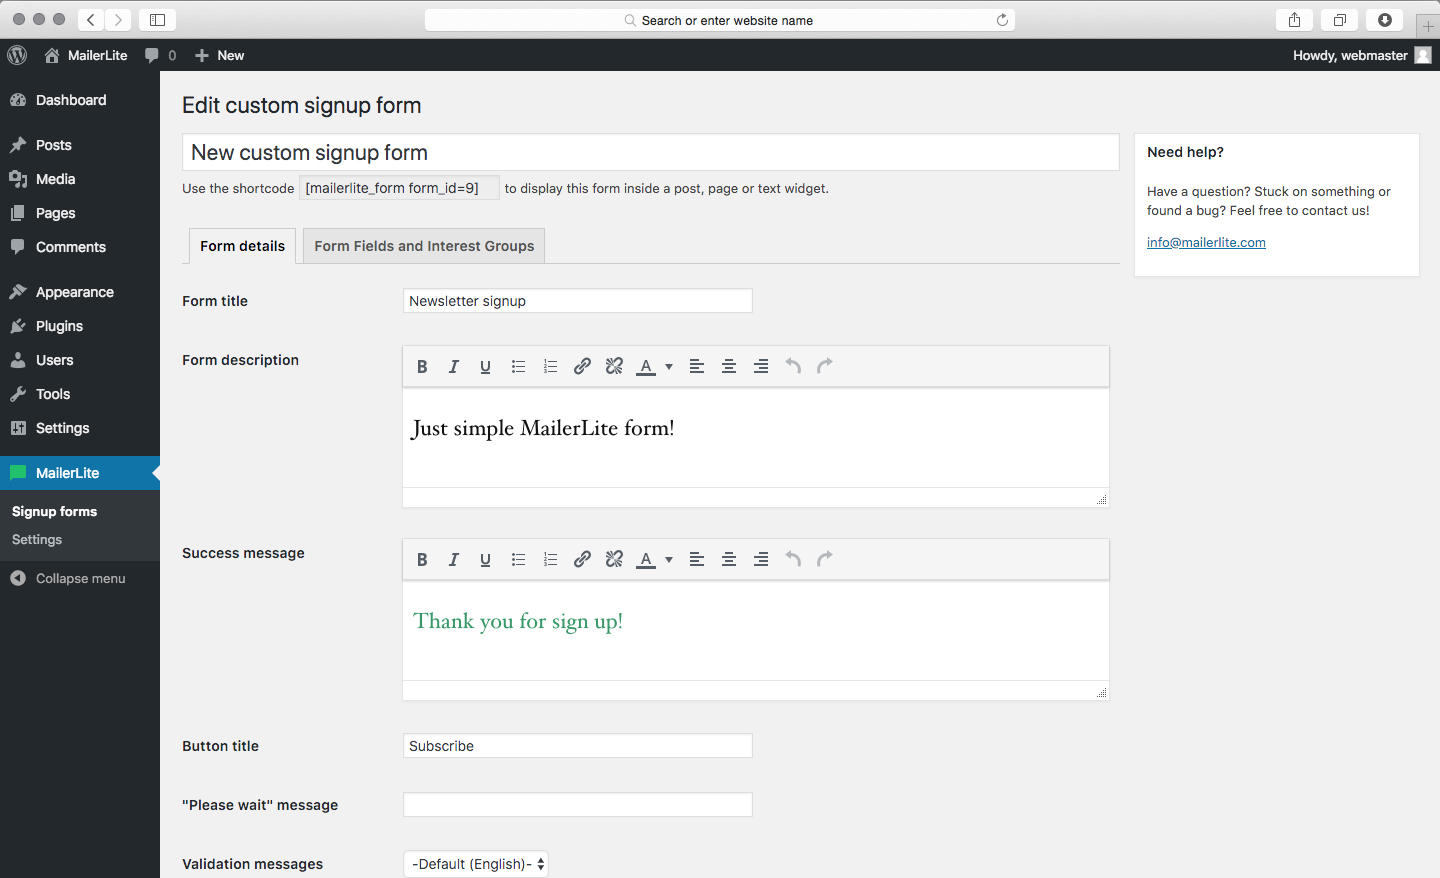 Search or enter website name
MailerLite 0 New
Howdy, webmaster
Dashboard
Posts
Media
Pages
Comments
Appearance
Plugins
Users
Tools
Settings
MailerLite
Signup forms
Settings
Collapse menu
Edit custom signup form
New custom signup form
Use the shortcode [mailerlite_form form_id=9] to display this form inside a post, page or text widget.
Form details Form Fields and Interest Groups
Form title Newsletter signup
Form description
B I U A
Just simple MailerLite form!
Success message
B I U A
Thank you for sign up!
Button title Subscribe
"Please wait" message
Validation messages -Default (English)-
Need help?
Have a question? Stuck on something or
found a bug? Feel free to contact us!
info@mailerlite.com